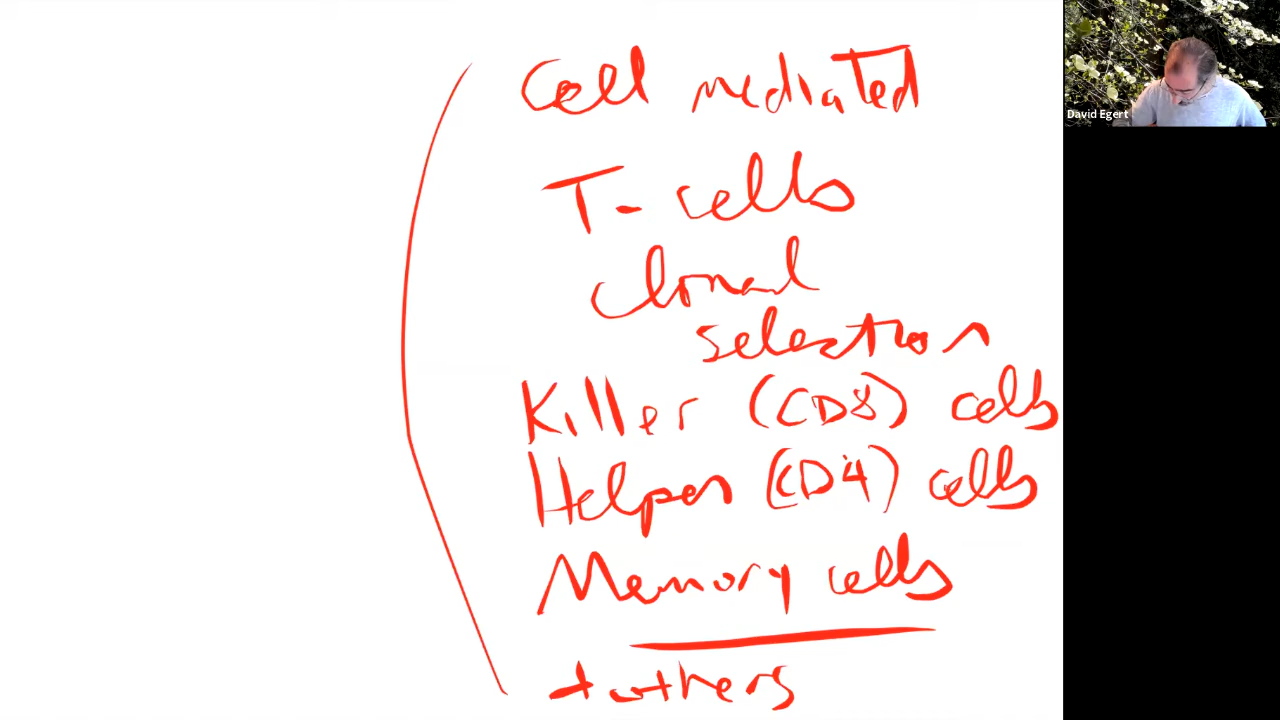 Cell mediated
T- cells
clonal
selection
Killer (CD8) cells
Helper (CD4) cells
Memory cells
+ others
David Egert